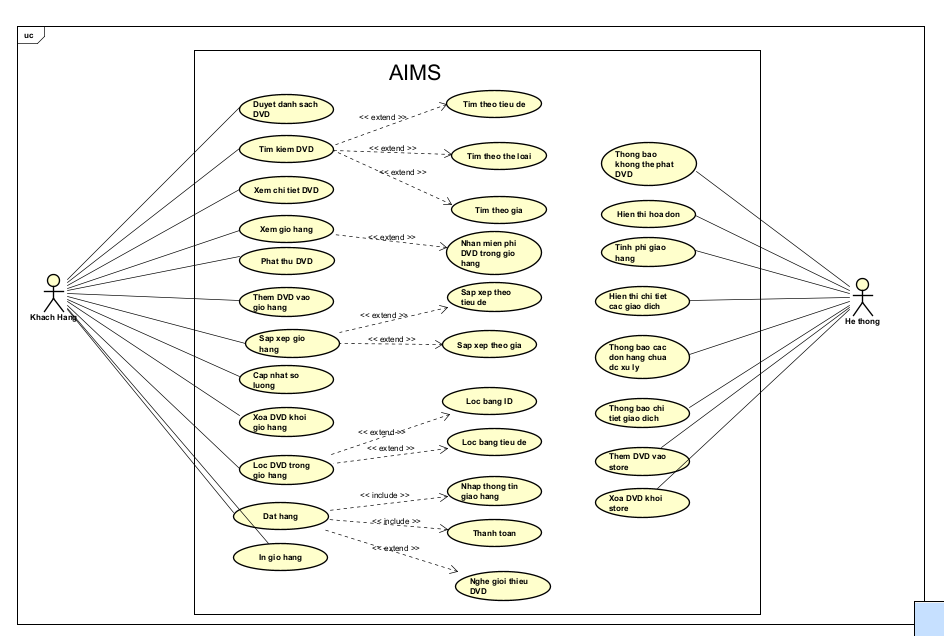 uc
AIMS
Duyet danh sach
DVD
Tim kiem DVD
Xem chi tiet DVD
Xem gio hang
Phat thu DVD
Them DVD vao
gio hang
Sap xep gio
hang
Cap nhat so
luong
Xoa DVD khoi
gio hang
Loc DVD trong
gio hang
Dat hang
In gio hang
Khach Hang
<< extend >>
<< extend >>
<< extend >>
<< extend >>
<< extend >>
<< extend >>
<< extend >>
<< extend >>
<< include >>
<< include >>
<< extend >>
Tim theo tieu de
Tim theo the loai
Tim theo gia
Nhan mien phi
DVD trong gio
hang
Sap xep theo
tieu de
Sap xep theo gia
Loc bang ID
Loc bang tieu de
Nhap thong tin
giao hang
Thanh toan
Nghe gioi thieu
DVD
Thong bao
khong the phat
DVD
Hien thi hoa don
Tinh phi giao
hang
Hien thi chi tiet
cac giao dich
Thong bao cac
don hang chua
dc xu ly
Thong bao chi
tiet giao dich
Them DVD vao
store
Xoa DVD khoi
store
He thong